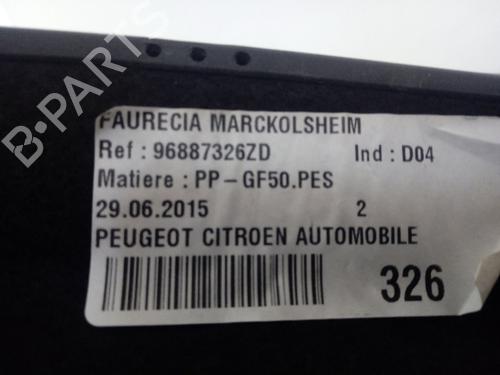 FAURECIA MARCKOLSHEIM
Ref : 96887326ZD Ind : D04
Matiere : PP-GF50.PES
29.06.2015 2
PEUGEOT CITROEN AUTOMOBILE
326
B-PARTS